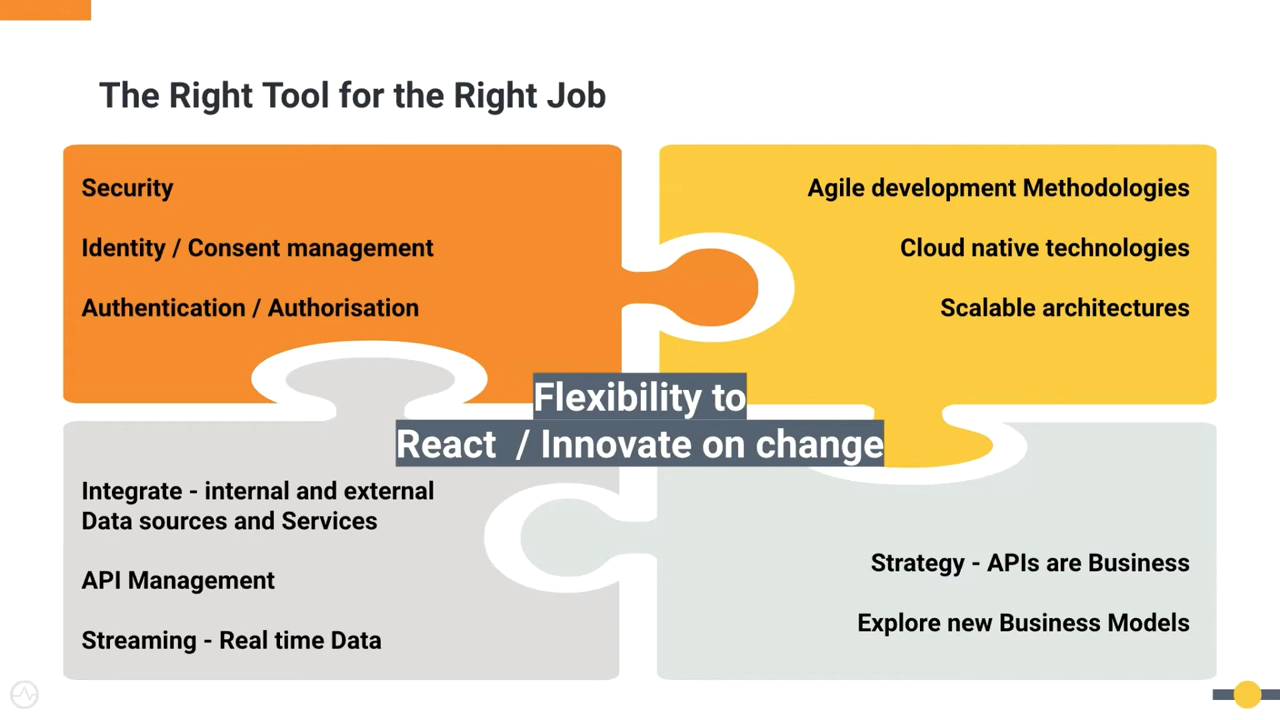 The Right Tool for the Right Job
Security
Identity / Consent management
Authentication / Authorisation
Agile development Methodologies
Cloud native technologies
Scalable architectures
Flexibility to
React / Innovate on change
Integrate - internal and external
Data sources and Services
API Management
Streaming - Real time Data
Strategy - APIs are Business
Explore new Business Models